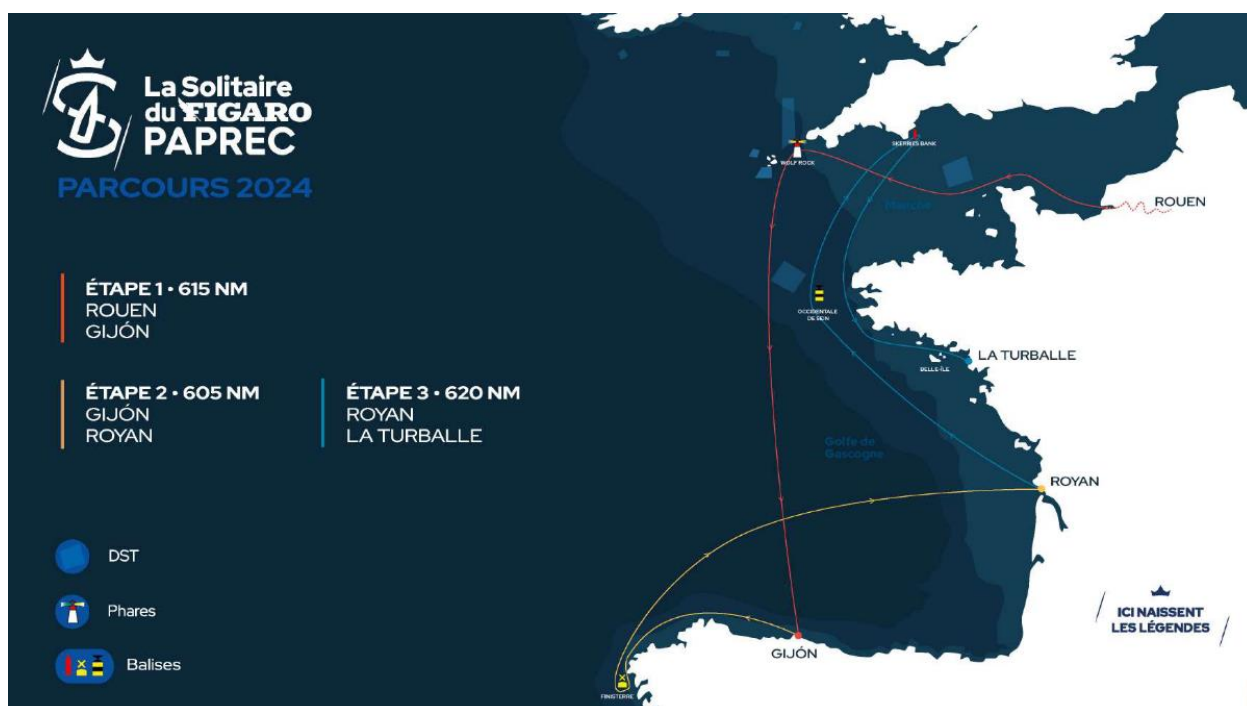 La Solitaire
du FIGARO
PAPREC
PARCOURS 2024
ÉTAPE 1 • 615 NM
ROUEN
GIJÓN
ÉTAPE 2 • 605 NM
GIJÓN
ROYAN
ÉTAPE 3 • 620 NM
ROYAN
LA TURBALLE
DST
Phares
Balises
SKERRIES BANK
WOLF ROCK
Manche
ROUEN
OCCIDENTALE
DE SEIN
LA TURBALLE
BELLE-ÎLE
Golfe de
Gascogne
ROYAN
GIJÓN
FINISTERRE
ICI NAISSENT
LES LÉGENDES